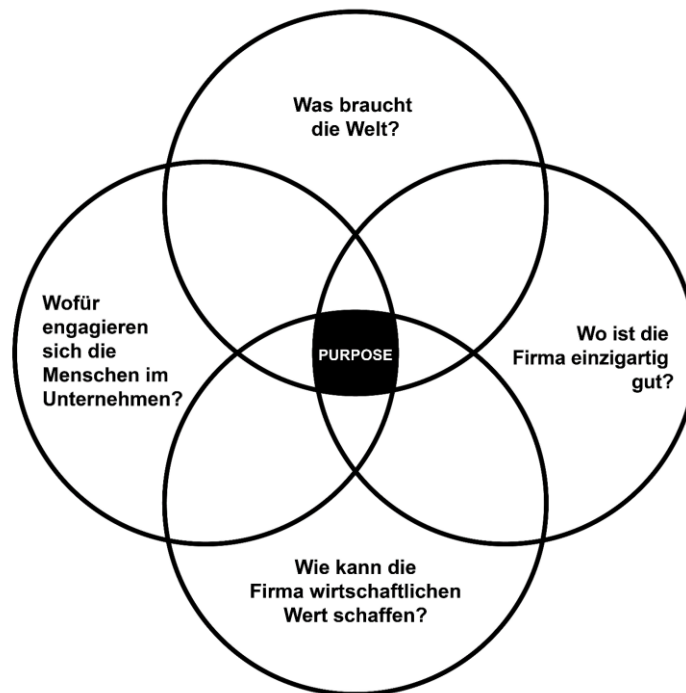 Was braucht
die Welt?
Wofür
engagieren
sich die
Menschen im
Unternehmen?
PURPOSE
Wo ist die
Firma einzigartig
gut?
Wie kann die
Firma wirtschaftlichen
Wert schaffen?